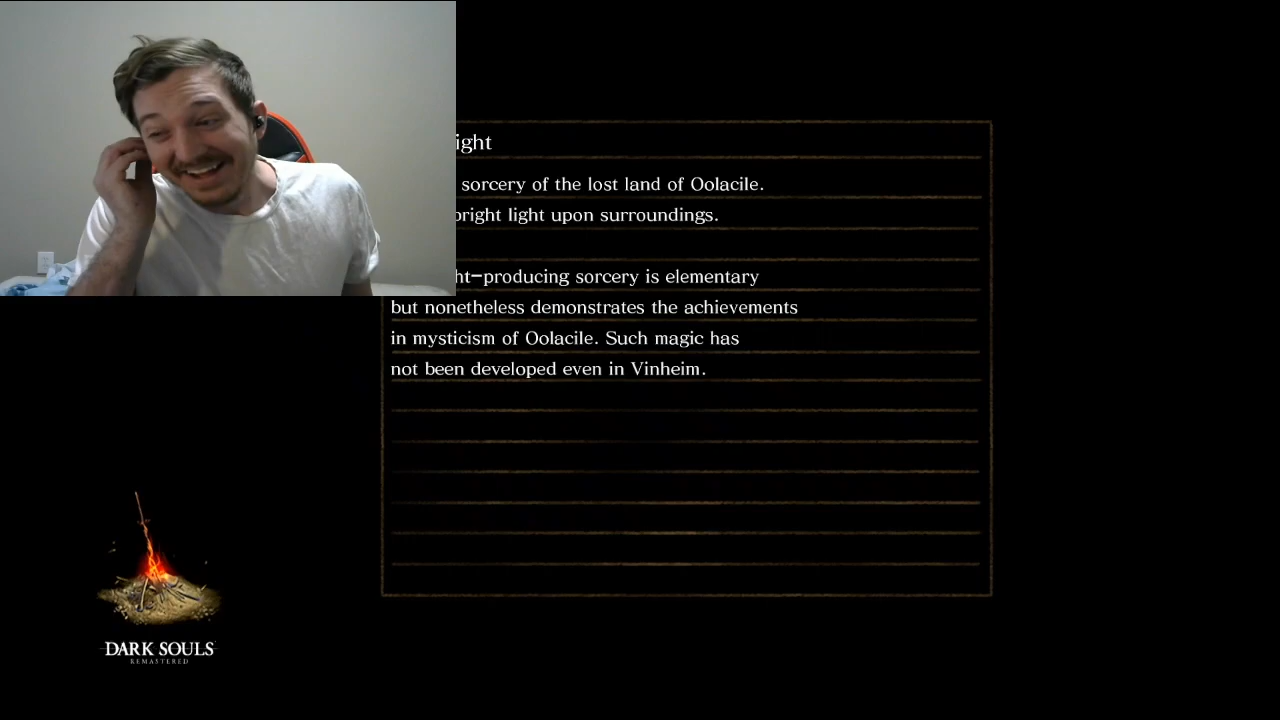 ight
sorcery of the lost land of Oolacile.
bright light upon surroundings.
ht-producing sorcery is elementary
but nonetheless demonstrates the achievements
in mysticism of Oolacile. Such magic has
not been developed even in Vinheim.
DARK SOULS
REMASTERED